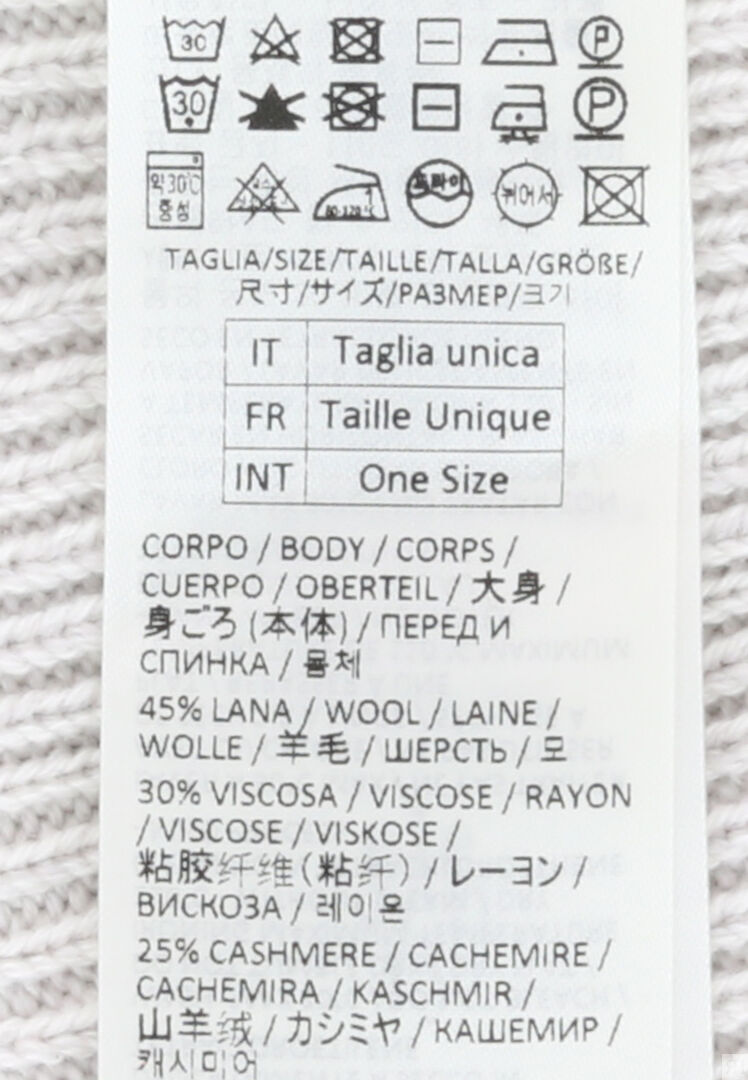 30
P
30
P
약30℃
중성
80-120℃
드라이
뉘어서
TAGLIA/SIZE/TAILLE/TALLA/GRÖßE/
尺寸/サイズ/РАЗМЕР/크기
IT Taglia unica
FR Taille Unique
INT One Size
CORPO / BODY / CORPS /
CUERPO / OBERTEIL / 大身 /
身ごろ (本体) / ПЕРЕД И
СПИНКА / 몸체
45% LANA / WOOL / LAINE /
WOLLE / 羊毛 / ШЕРСТЬ / 모
30% VISCOSA / VISCOSE / RAYON
/ VISCOSE / VISKOSE /
粘胶纤维 (粘纤) / レーヨン /
ВИСКОЗА / 레이온
25% CASHMERE / CACHEMIRE /
CACHEMIRA / KASCHMIR /
山羊绒 / カシミヤ / КАШЕМИР /
캐시미어